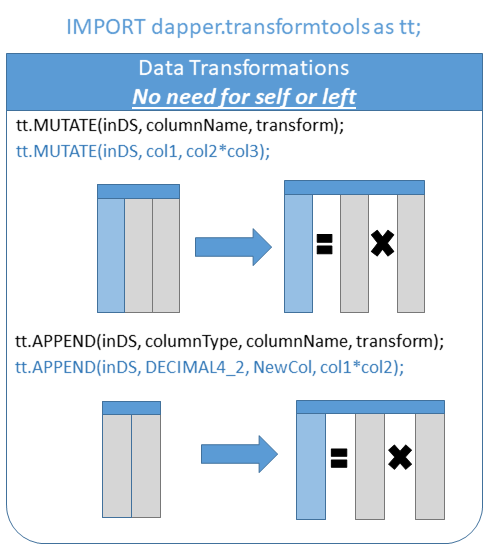 IMPORT dapper.transformtools as tt;
Data Transformations
No need for self or left
tt.MUTATE(inDS, columnName, transform);
tt.MUTATE(inDS, col1, col2*col3);
tt.APPEND(inDS, columnType, columnName, transform);
tt.APPEND(inDS, DECIMAL4_2, NewCol, col1*col2);